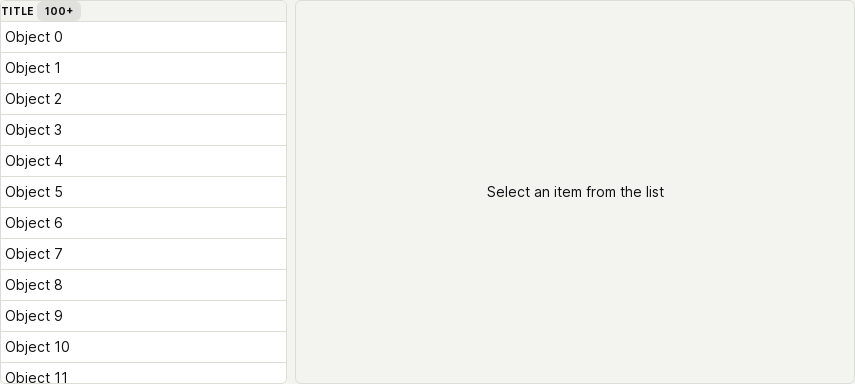 TITLE 100+
Object 0
Object 1
Object 2
Object 3
Object 4
Object 5
Object 6
Object 7
Object 8
Object 9
Object 10
Object 11
Select an item from the list